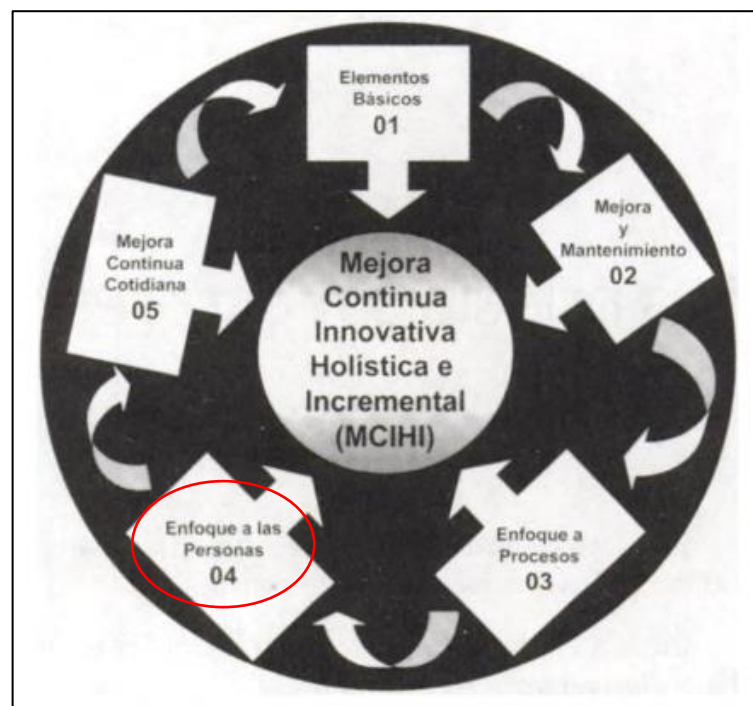 Elementos
Básicos
01
Mejora
y
Mantenimiento
02
Enfoque a
Procesos
03
Enfoque a las
Personas
04
Mejora
Continua
Cotidiana
05
Mejora
Continua
Innovativa
Holística e
Incremental
(MCIHI)